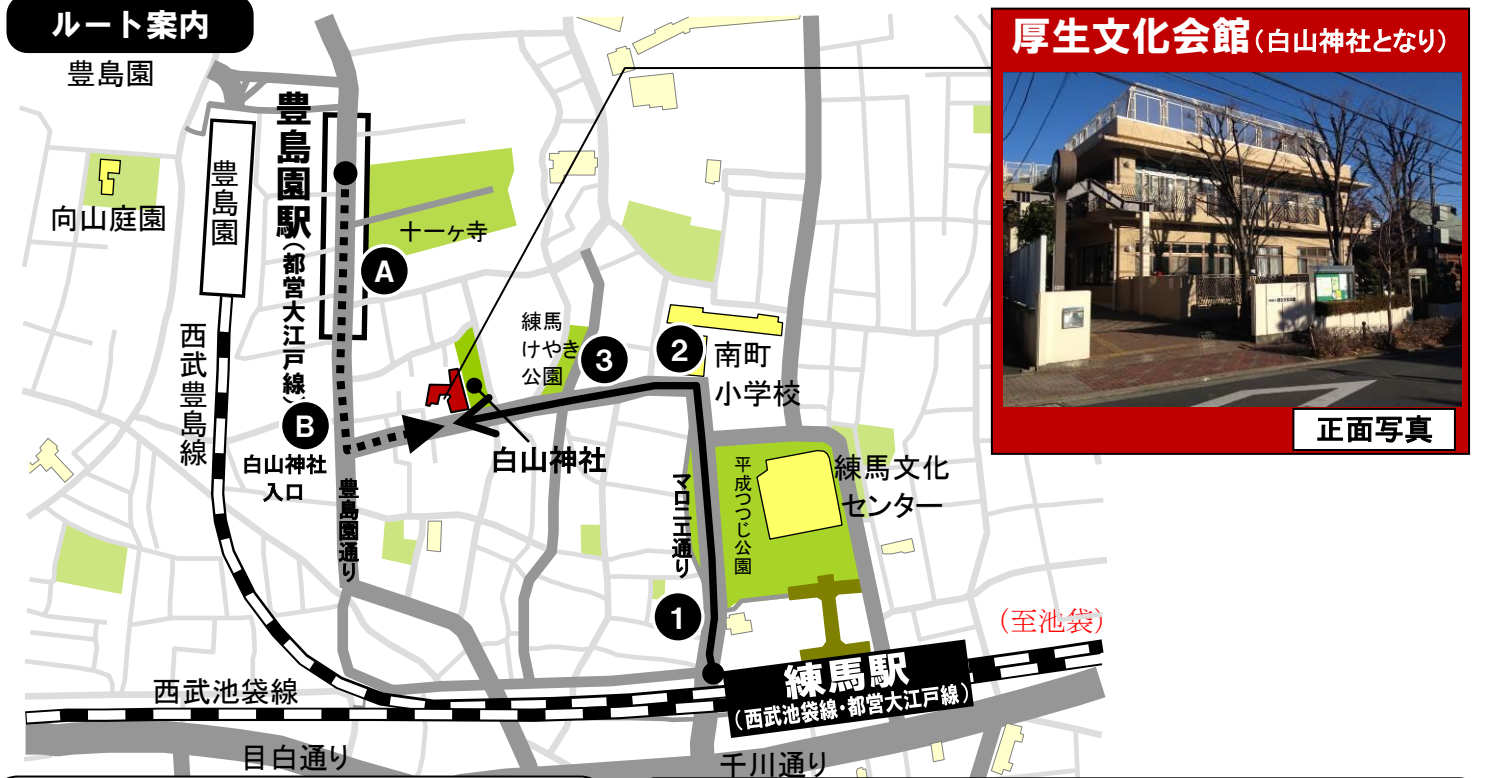 ルート案内
豊島園
厚生文化会館(白山神社となり)
正面写真
豊島園駅(都営大江戸線)
豊島園
向山庭園
十一ヶ寺
A
西武豊島線
練馬
けやき
公園
3
2
南町
小学校
B
白山神社
入口
白山神社
豊島園通り
マロニエ通り
平成つつじ公園
練馬文化
センター
1
(至池袋)
練馬駅
(西武池袋線・都営大江戸線)
西武池袋線
目白通り
千川通り